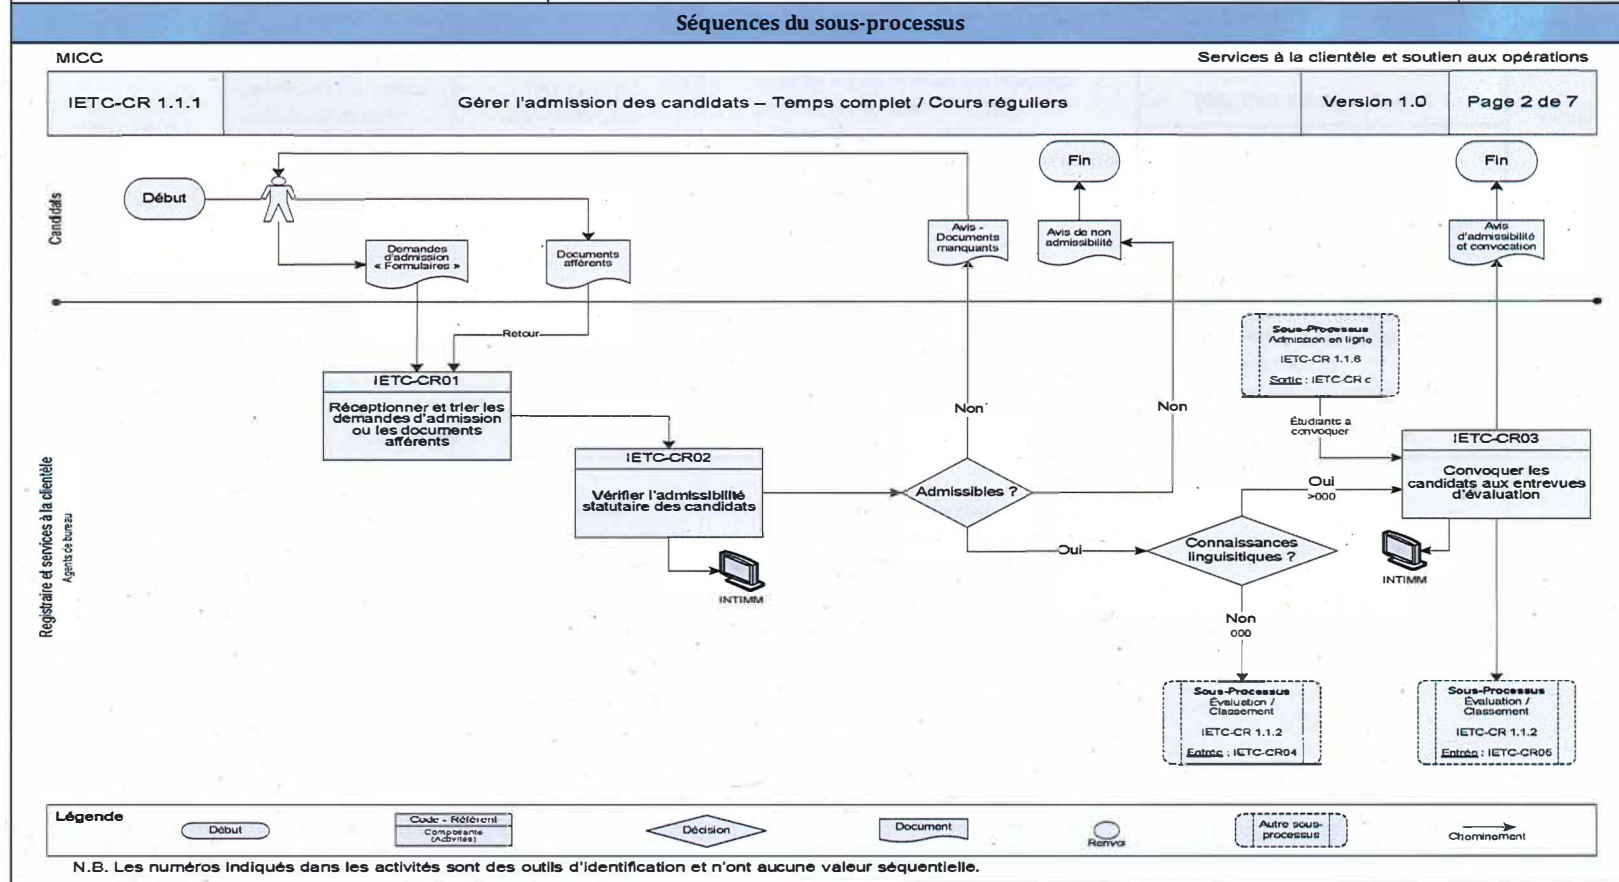 Séquences du sous-processus
MICC
Services à la clientèle et soutien aux opérations
IETC-CR 1.1.1
Gérer l'admission des candidats – Temps complet / Cours réguliers
Version 1.0
Page 2 de 7
Candidats
Début
Demandes
d'admission
« Formulaires »
Documents
afférents
Avis -
Documents
manquants
Fin
Avis de non
admissibilité
Fin
Avis
d'admissibilité
et convocation
Registraire et services à la clientèle
Agents de bureau
Retour
IETC-CR01
Réceptionner et trier les
demandes d'admission
ou les documents
afférents
IETC-CR02
Vérifier l'admissibilité
statutaire des candidats
INTIMM
Admissibles ?
Non
Non
Oui
Connaissances
linguisitiques ?
Oui
>000
Non
000
Sous-Processus
Admission en ligne
IETC-CR 1.1.6
Sortie : IETC-CR c
Étudiants à
convoquer
IETC-CR03
Convoquer les
candidats aux entrevues
d'évaluation
INTIMM
Sous-Processus
Évaluation /
Classement
IETC-CR 1.1.2
Entrée : IETC-CR04
Sous-Processus
Évaluation /
Classement
IETC-CR 1.1.2
Entrée : IETC-CR05
Légende
Début
Code - Référent
Composante
(Activités)
Décision
Document
Renvoi
Autre sous-
processus
Cheminement
N.B. Les numéros indiqués dans les activités sont des outils d'identification et n'ont aucune valeur séquentielle.